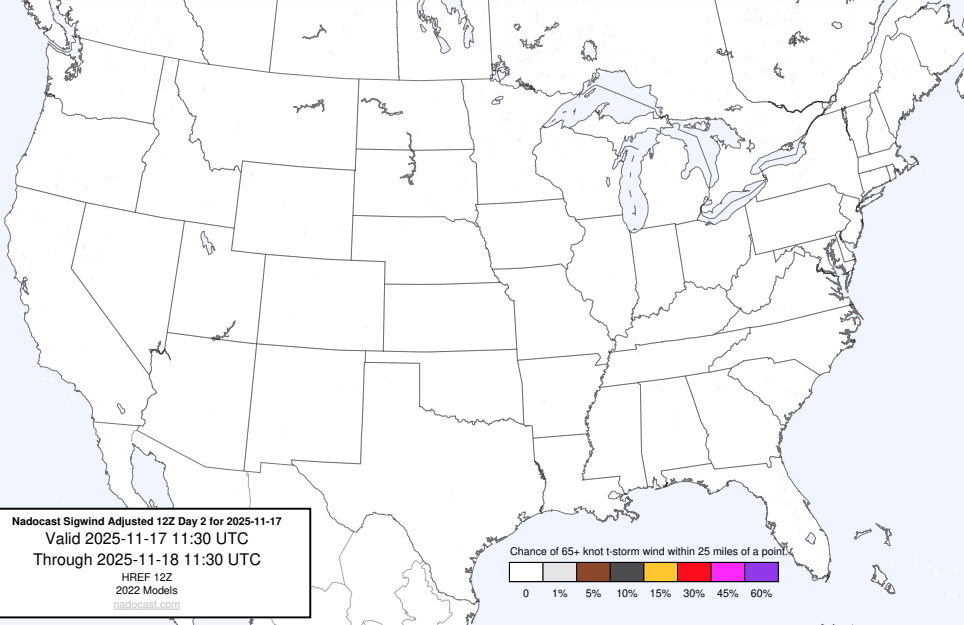 Nadocast Sigwind Adjusted 12Z Day 2 for 2025-11-17
Valid 2025-11-17 11:30 UTC
Through 2025-11-18 11:30 UTC
HREF 12Z
2022 Models
nadocast.com
Chance of 65+ knot t-storm wind within 25 miles of a point.
0 1% 5% 10% 15% 30% 45% 60%